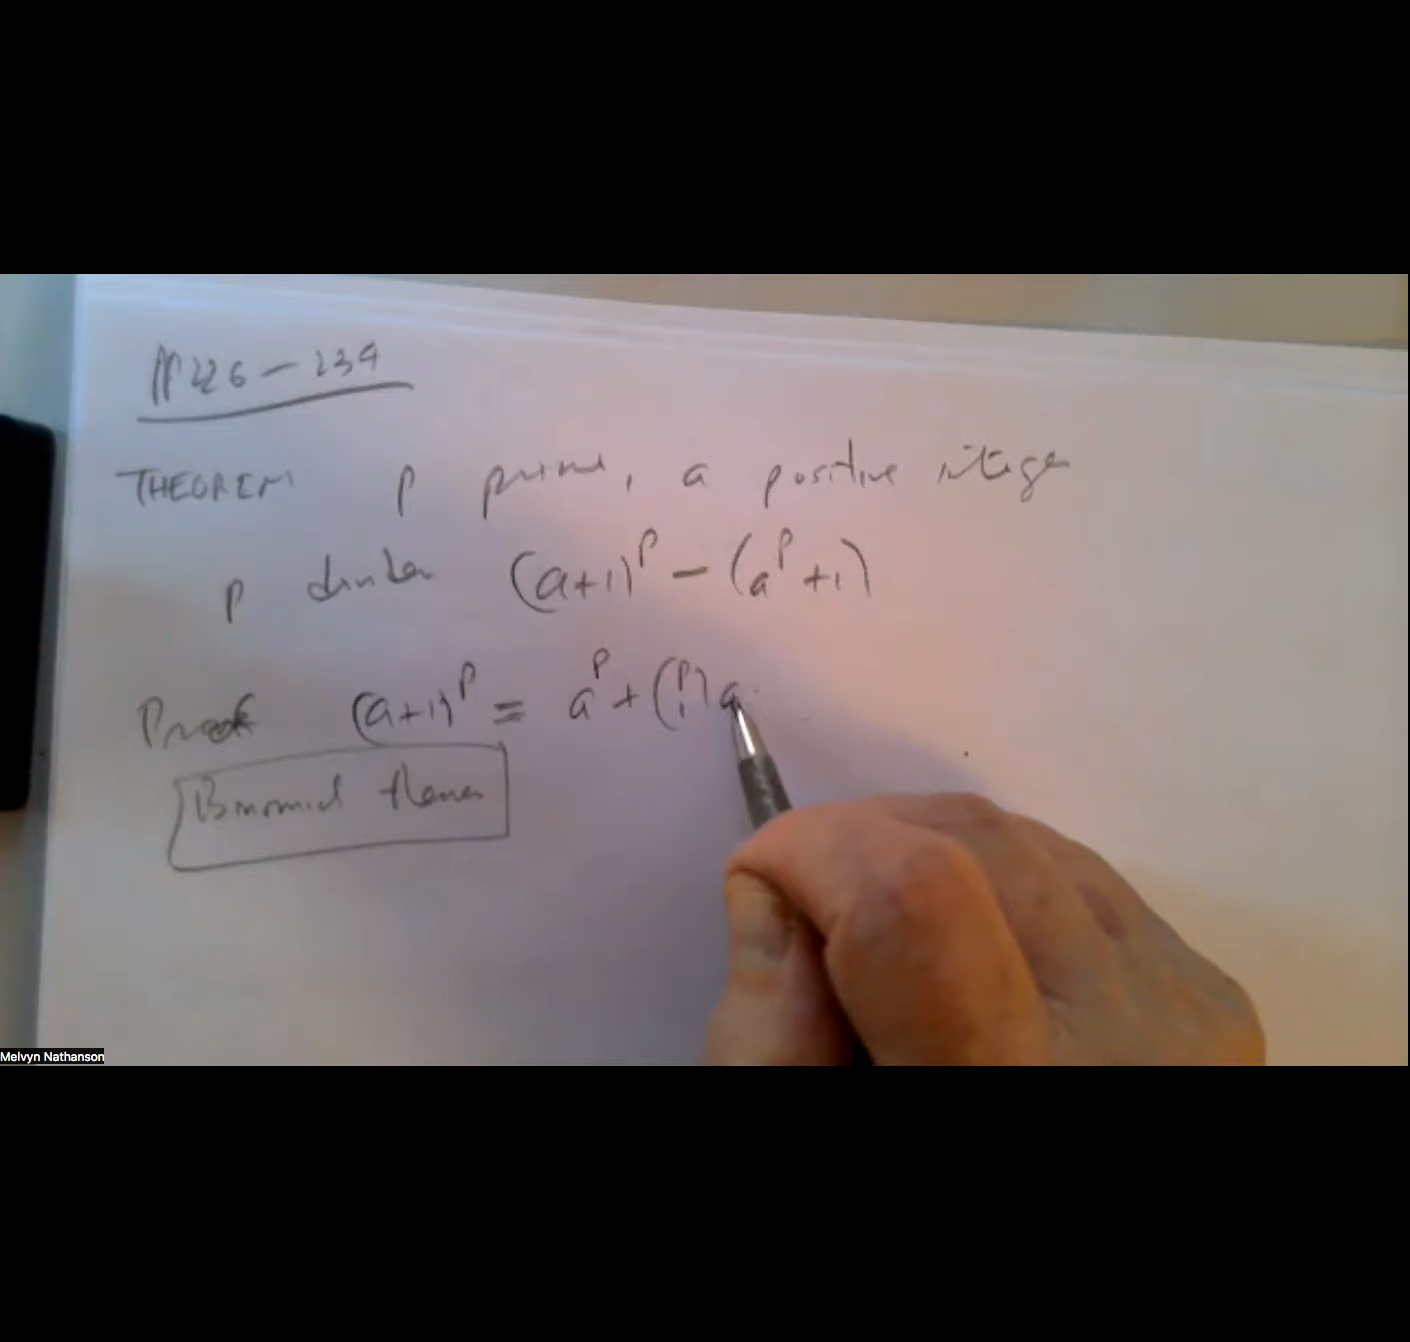 pp 226 - 234
THEOREM p prime, a positive integer
p divides (a+1)^p - (a^p + 1)
Proof (a+1)^p = a^p + (p 1) a
Binomial theorem
Melvyn Nathanson